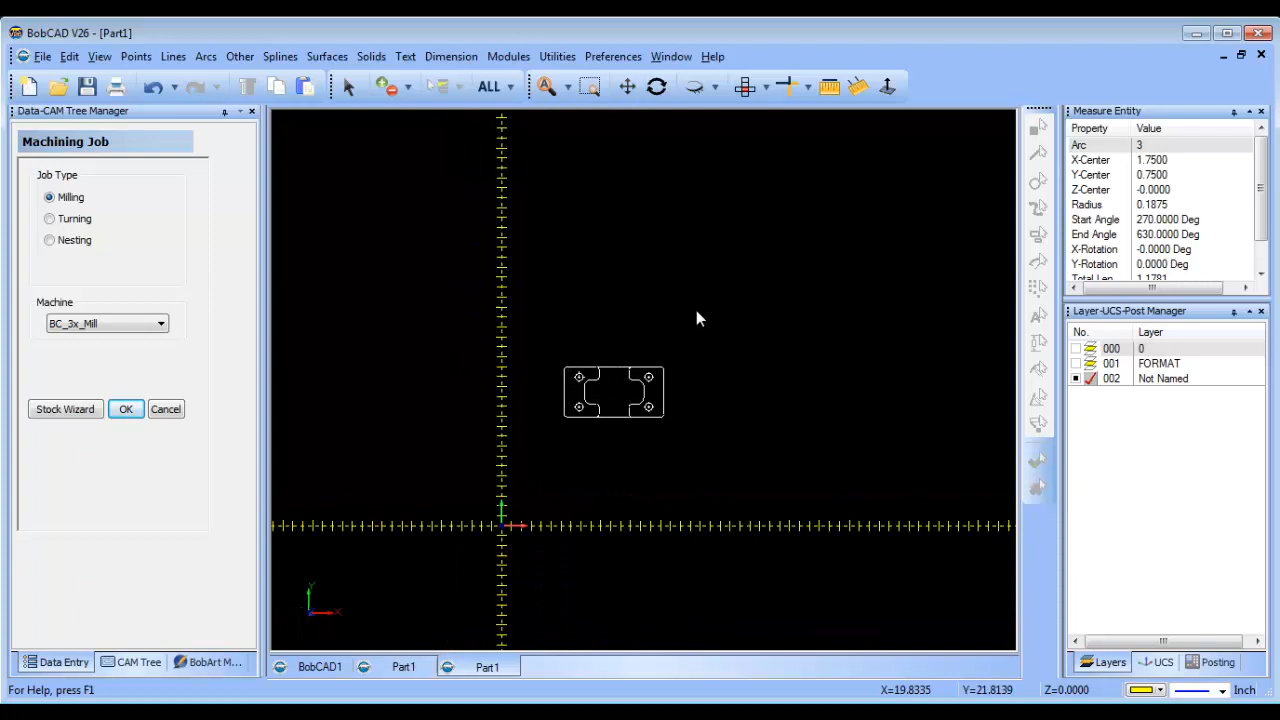 BobCAD V26 - [Part1]
File Edit View Points Lines Arcs Other Splines Surfaces Solids Text Dimension Modules Utilities Preferences Window Help
ALL
Data-CAM Tree Manager
Machining Job
Job Type
Milling
Turning
Nesting
Machine
BC_3x_Mill
Stock Wizard OK Cancel
Data Entry CAM Tree BobArt M...
Y
X
BobCAD1 Part1 Part1
Measure Entity
Property Value
Arc 3
X-Center 1.7500
Y-Center 0.7500
Z-Center -0.0000
Radius 0.1875
Start Angle 270.0000 Deg
End Angle 630.0000 Deg
X-Rotation -0.0000 Deg
Y-Rotation 0.0000 Deg
Total Len 1.1781
Layer-UCS-Post Manager
No. Layer
000 0
001 FORMAT
002 Not Named
Layers UCS Posting
For Help, press F1 X=19.8335 Y=21.8139 Z=0.0000 Inch